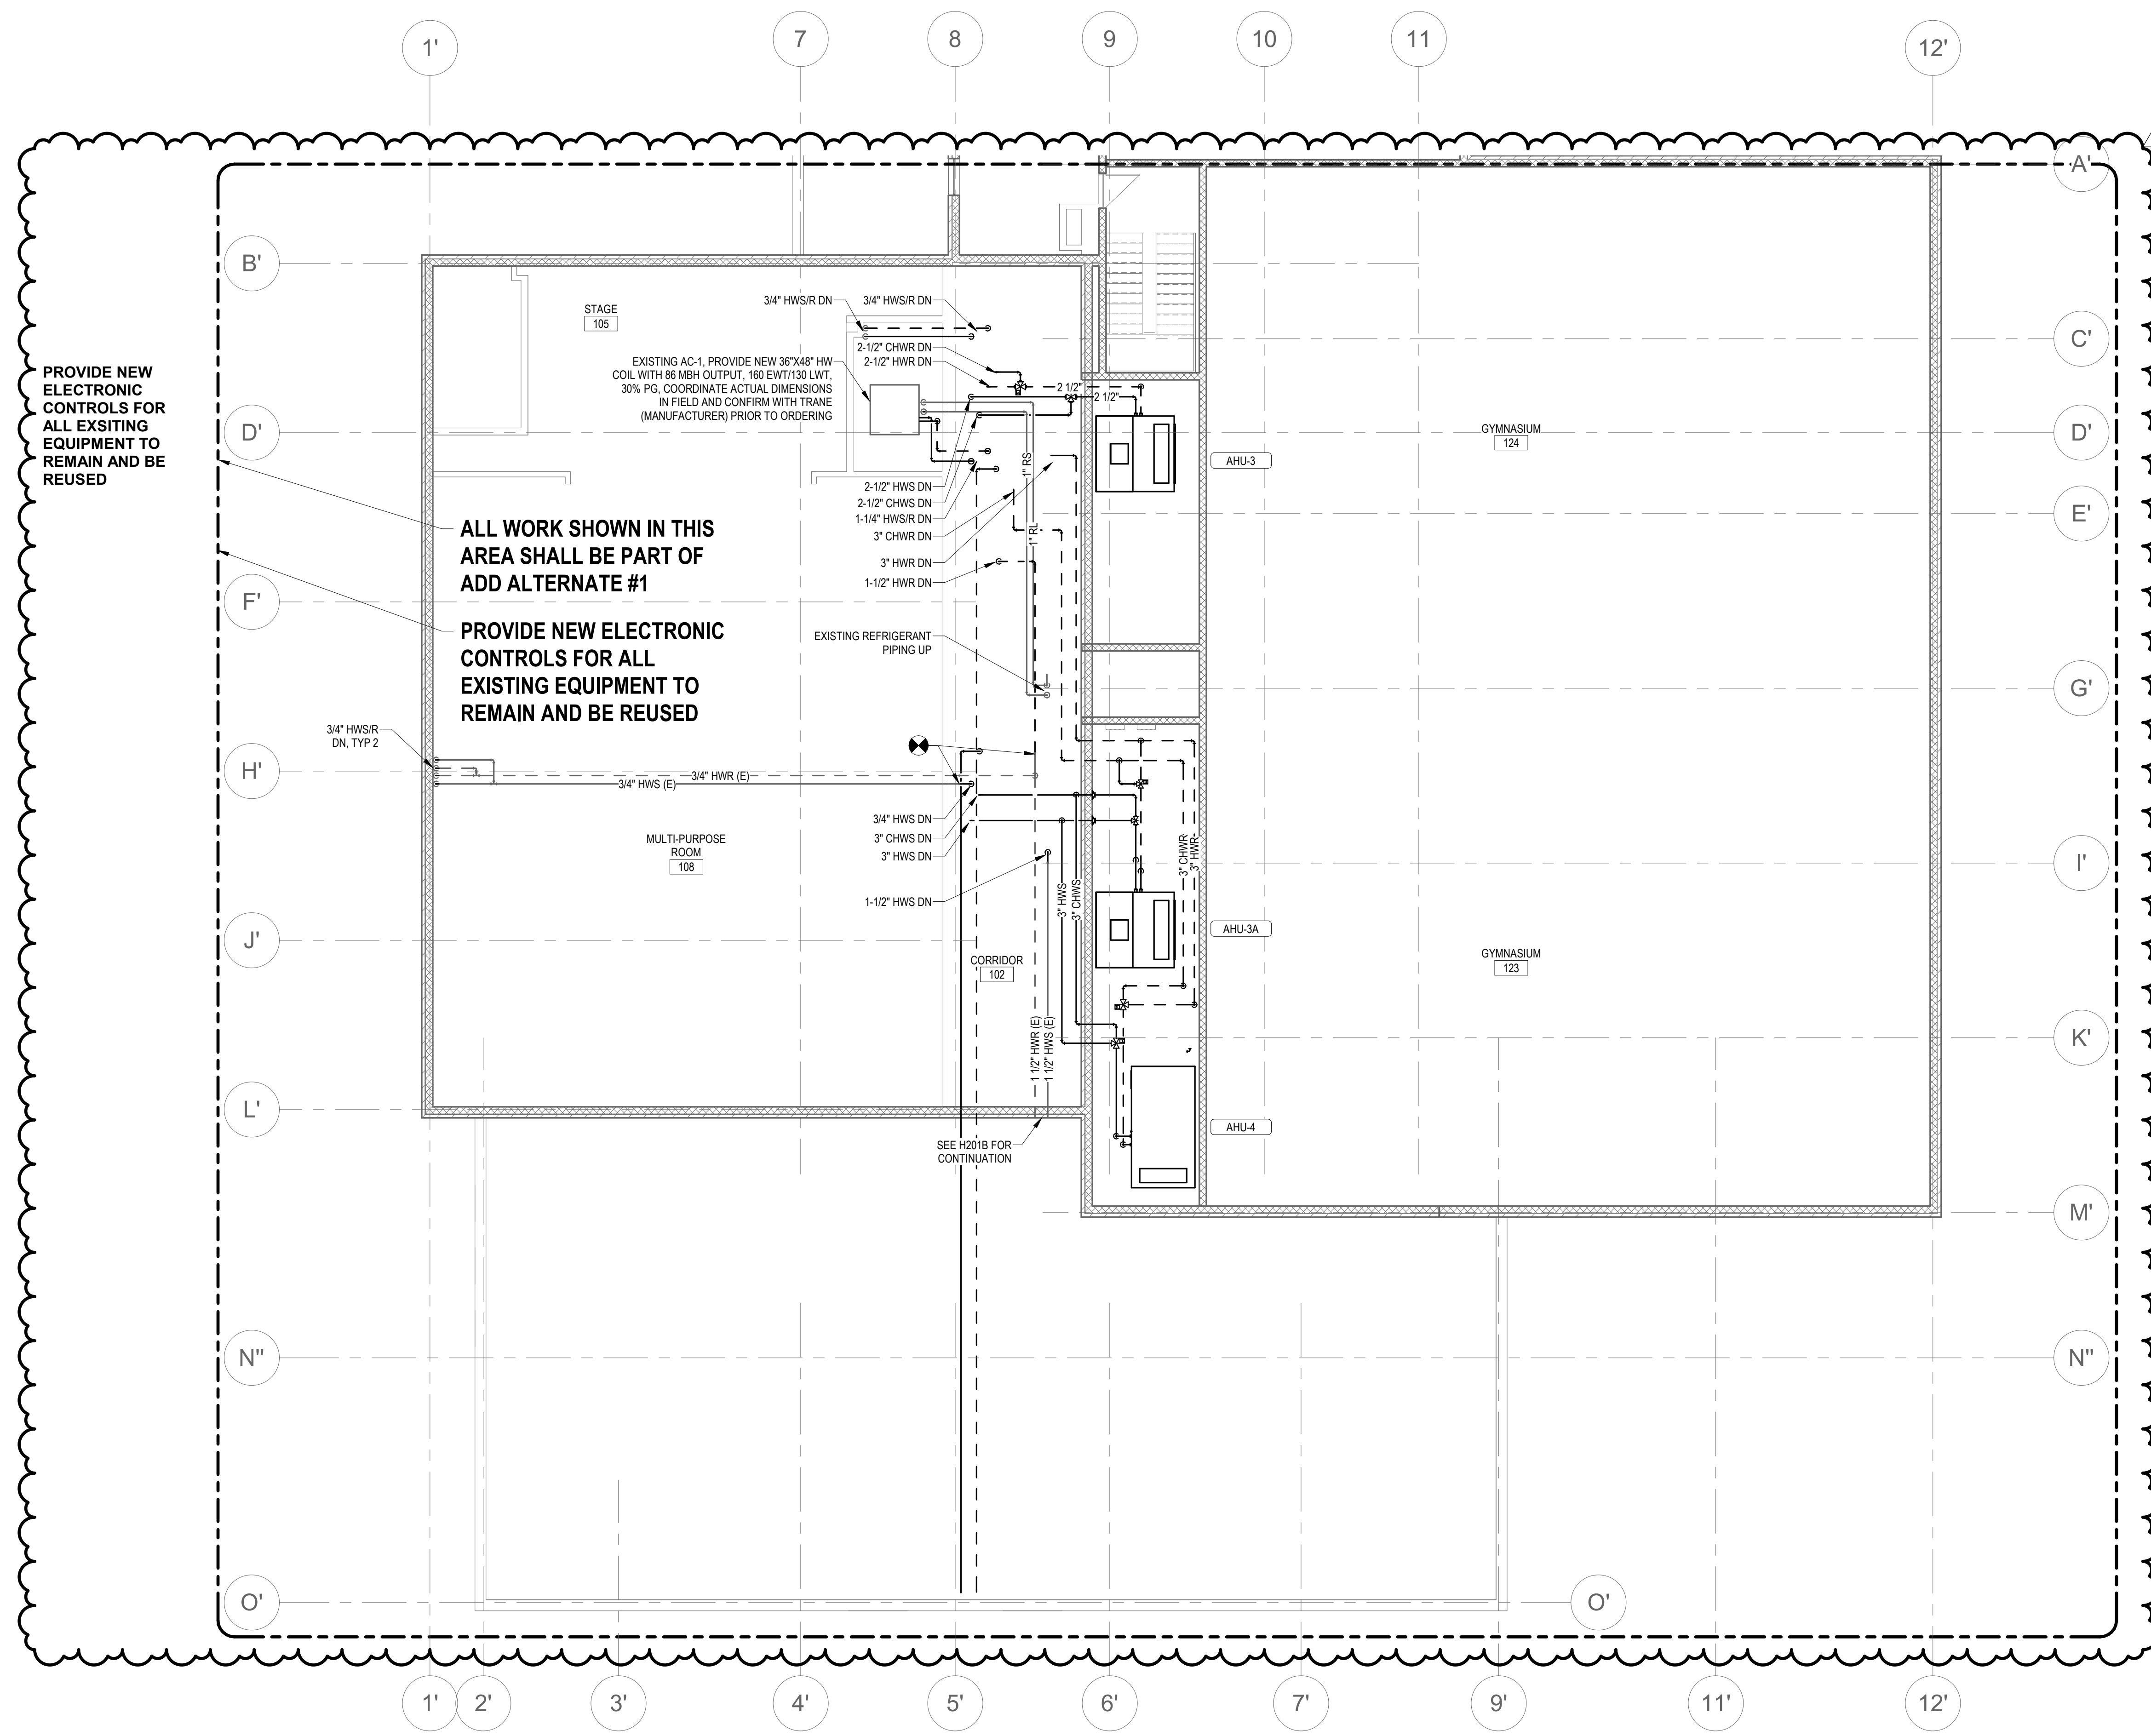 1'
7
8
9
10
11
12'
A'
B'
C'
D'
D'
E'
F'
G'
H'
I'
J'
K'
L'
M'
N"
N"
O'
O'
PROVIDE NEW
ELECTRONIC
CONTROLS FOR
ALL EXSITING
EQUIPMENT TO
REMAIN AND BE
REUSED
STAGE
105
3/4" HWS/R DN
3/4" HWS/R DN
2-1/2" CHWR DN
2-1/2" HWR DN
EXISTING AC-1, PROVIDE NEW 36"X48" HW
COIL WITH 86 MBH OUTPUT, 160 EWT/130 LWT,
30% PG, COORDINATE ACTUAL DIMENSIONS
IN FIELD AND CONFIRM WITH TRANE
(MANUFACTURER) PRIOR TO ORDERING
2 1/2"
2 1/2"
GYMNASIUM
124
AHU-3
1" RS
1" RL
2-1/2" HWS DN
2-1/2" CHWS DN
1-1/4" HWS/R DN
3" CHWR DN
3" HWR DN
1-1/2" HWR DN
ALL WORK SHOWN IN THIS
AREA SHALL BE PART OF
ADD ALTERNATE #1
PROVIDE NEW ELECTRONIC
CONTROLS FOR ALL
EXISTING EQUIPMENT TO
REMAIN AND BE REUSED
EXISTING REFRIGERANT
PIPING UP
3/4" HWS/R
DN, TYP 2
3/4" HWR (E)
3/4" HWS (E)
3/4" HWS DN
3" CHWS DN
3" HWS DN
1-1/2" HWS DN
MULTI-PURPOSE
ROOM
108
3" CHWR
3" HWR
3" HWS
3" CHWS
AHU-3A
CORRIDOR
102
GYMNASIUM
123
1 1/2" HWR (E)
1 1/2" HWS (E)
AHU-4
SEE H201B FOR
CONTINUATION
1'
2'
3'
4'
5'
6'
7'
9'
11'
12'